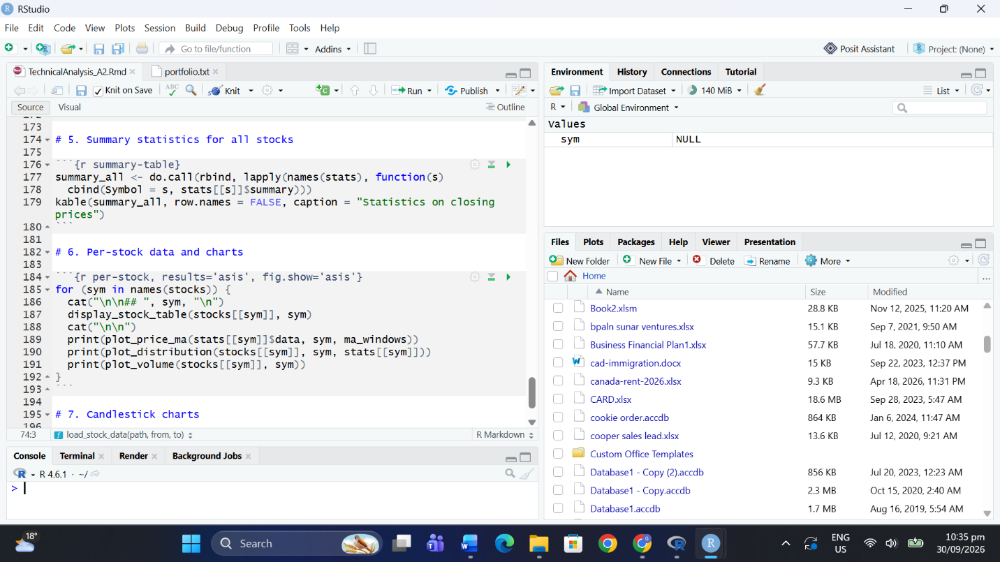 RStudio
File Edit Code View Plots Session Build Debug Profile Tools Help
Go to file/function Addins Posit Assistant Project: (None)
TechnicalAnalysis_A2.Rmd portfolio.txt
Knit on Save ABC Knit Run Publish
Source Visual Outline
173
174 # 5. Summary statistics for all stocks
175
176 ```{r summary-table}
177 summary_all <- do.call(rbind, lapply(names(stats), function(s)
178 cbind(Symbol = s, stats[[s]]$summary)))
179 kable(summary_all, row.names = FALSE, caption = "Statistics on closing
prices")
180 ```
181
182 # 6. Per-stock data and charts
183
184 ```{r per-stock, results='asis', fig.show='asis'}
185 for (sym in names(stocks)) {
186 cat("\n\n## ", sym, "\n")
187 display_stock_table(stocks[[sym]], sym)
188 cat("\n\n")
189 print(plot_price_ma(stats[[sym]]$data, sym, ma_windows))
190 print(plot_distribution(stocks[[sym]], sym, stats[[sym]]))
191 print(plot_volume(stocks[[sym]], sym))
192 }
193 ```
194
195 # 7. Candlestick charts
196
74:3 load_stock_data(path, from, to) R Markdown
Console Terminal Render Background Jobs
R 4.6.1 · ~/
>
Environment History Connections Tutorial
Import Dataset 140 MiB List
R Global Environment
Values
sym NULL
Files Plots Packages Help Viewer Presentation
New Folder New File Delete Rename More
Home ...
Name Size Modified
Book2.xlsm 28.8 KB Nov 12, 2025, 11:20 AM
bpaln sunar ventures.xlsx 15.1 KB Sep 7, 2021, 9:50 AM
Business Financial Plan1.xlsx 57.7 KB Jul 18, 2020, 11:10 AM
cad-immigration.docx 15 KB Sep 22, 2023, 12:37 PM
canada-rent-2026.xlsx 9.3 KB Apr 18, 2026, 11:31 PM
CARD.xlsx 18.6 MB Sep 28, 2023, 5:47 AM
cookie order.accdb 864 KB Jan 6, 2024, 11:47 AM
cooper sales lead.xlsx 13.6 KB Jul 12, 2020, 9:21 AM
Custom Office Templates
Database1 - Copy (2).accdb 856 KB Jul 20, 2023, 12:23 AM
Database1 - Copy.accdb 2.3 MB Oct 15, 2020, 2:40 AM
Database1.accdb 1.7 MB Aug 16, 2019, 5:54 AM
18° Search ENG US 10:35 pm
30/09/2026